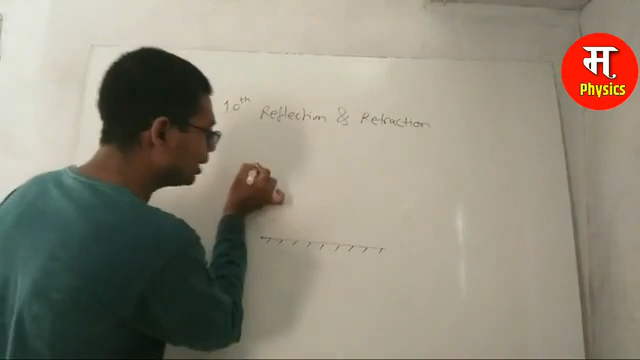 10th Reflection & Refraction
म
Physics